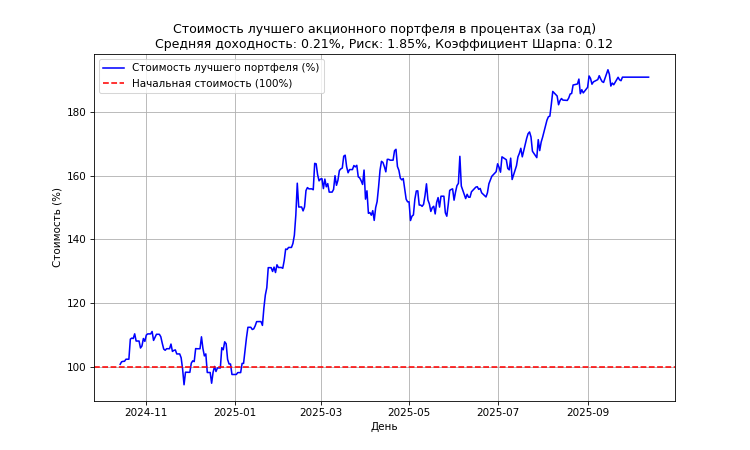 Стоимость лучшего акционного портфеля в процентах (за год)
Средняя доходность: 0.21%, Риск: 1.85%, Коэффициент Шарпа: 0.12
Стоимость лучшего портфеля (%)
Начальная стоимость (100%)
Стоимость (%)
180
160
140
120
100
2024-11
2025-01
2025-03
2025-05
2025-07
2025-09
День